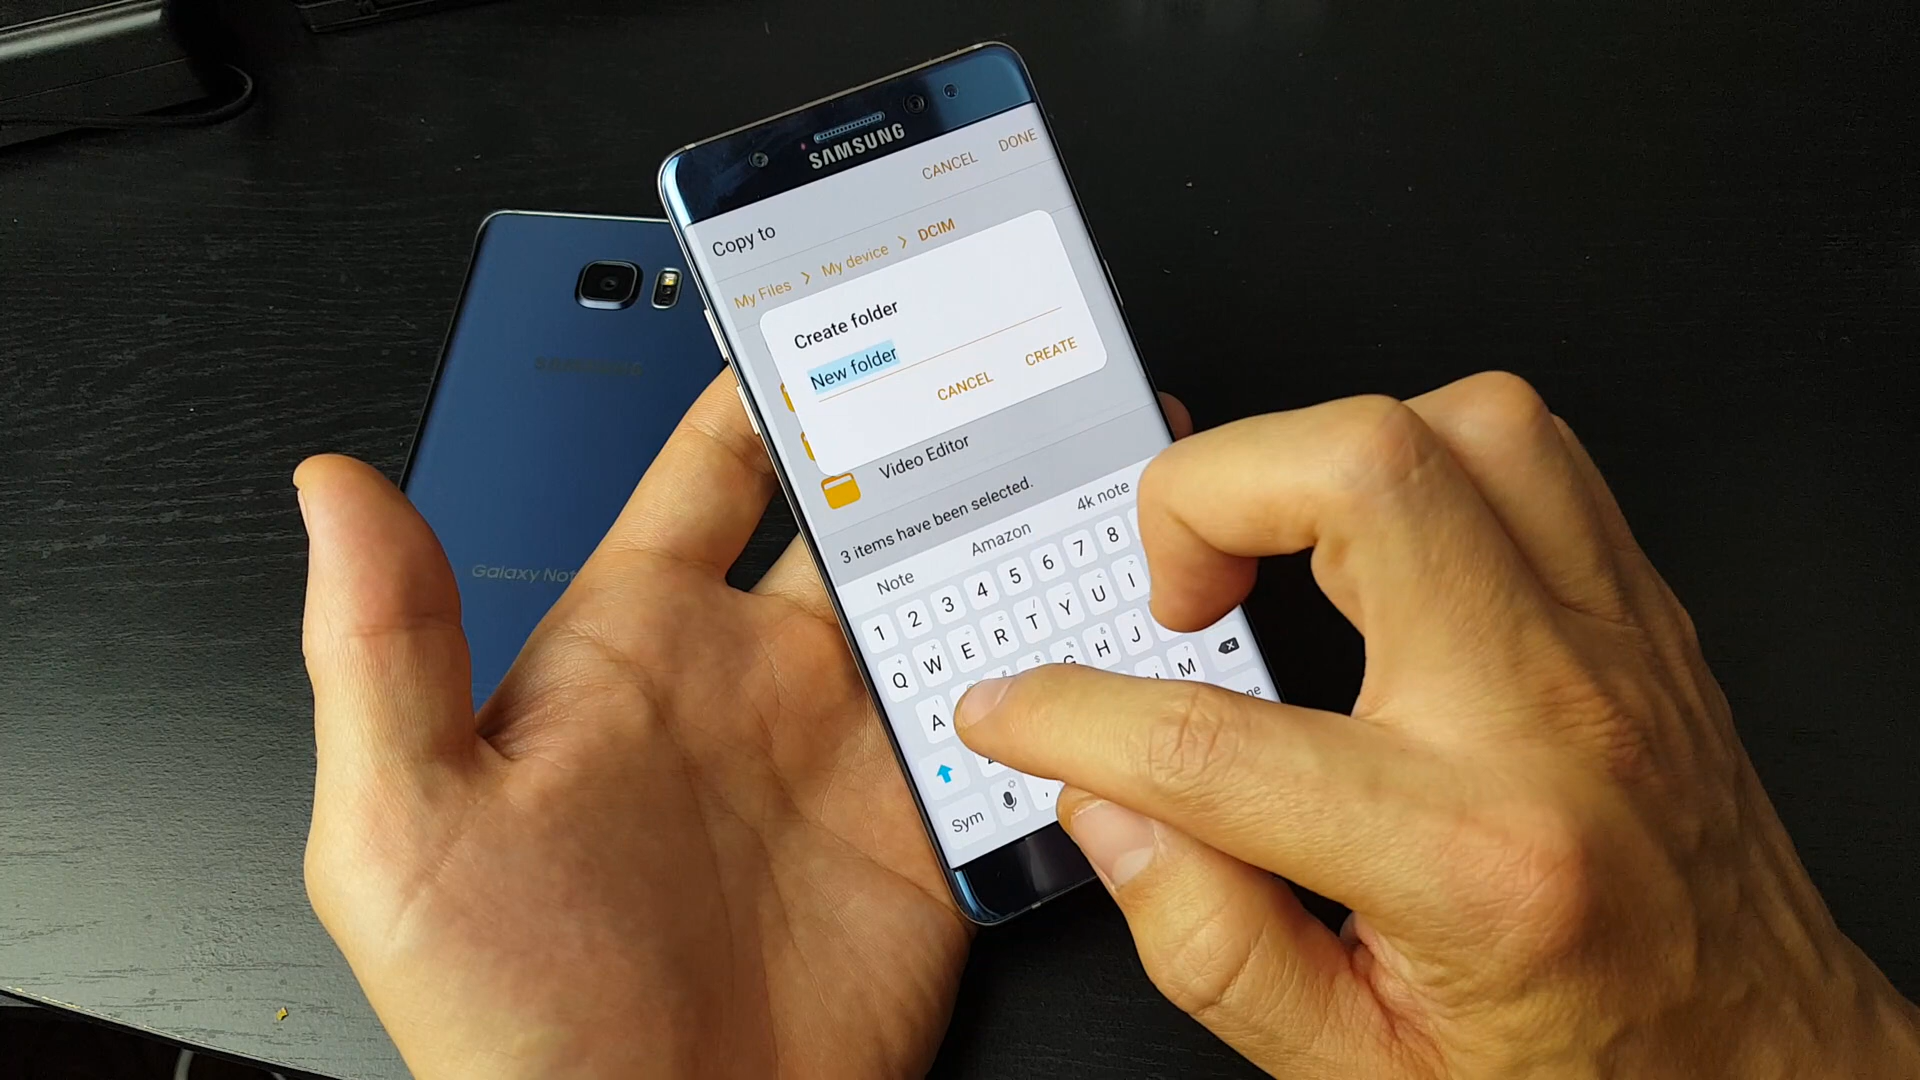 SAMSUNG
CANCEL DONE
Copy to
My Files > My device > DCIM
Create folder
New folder
CANCEL CREATE
Video Editor
3 items have been selected.
Note Amazon 4k note
1 2 3 4 5 6 7 8
Q W E R T Y U I
A G H J
N M
Sym ,
SAMSUNG
Galaxy Not